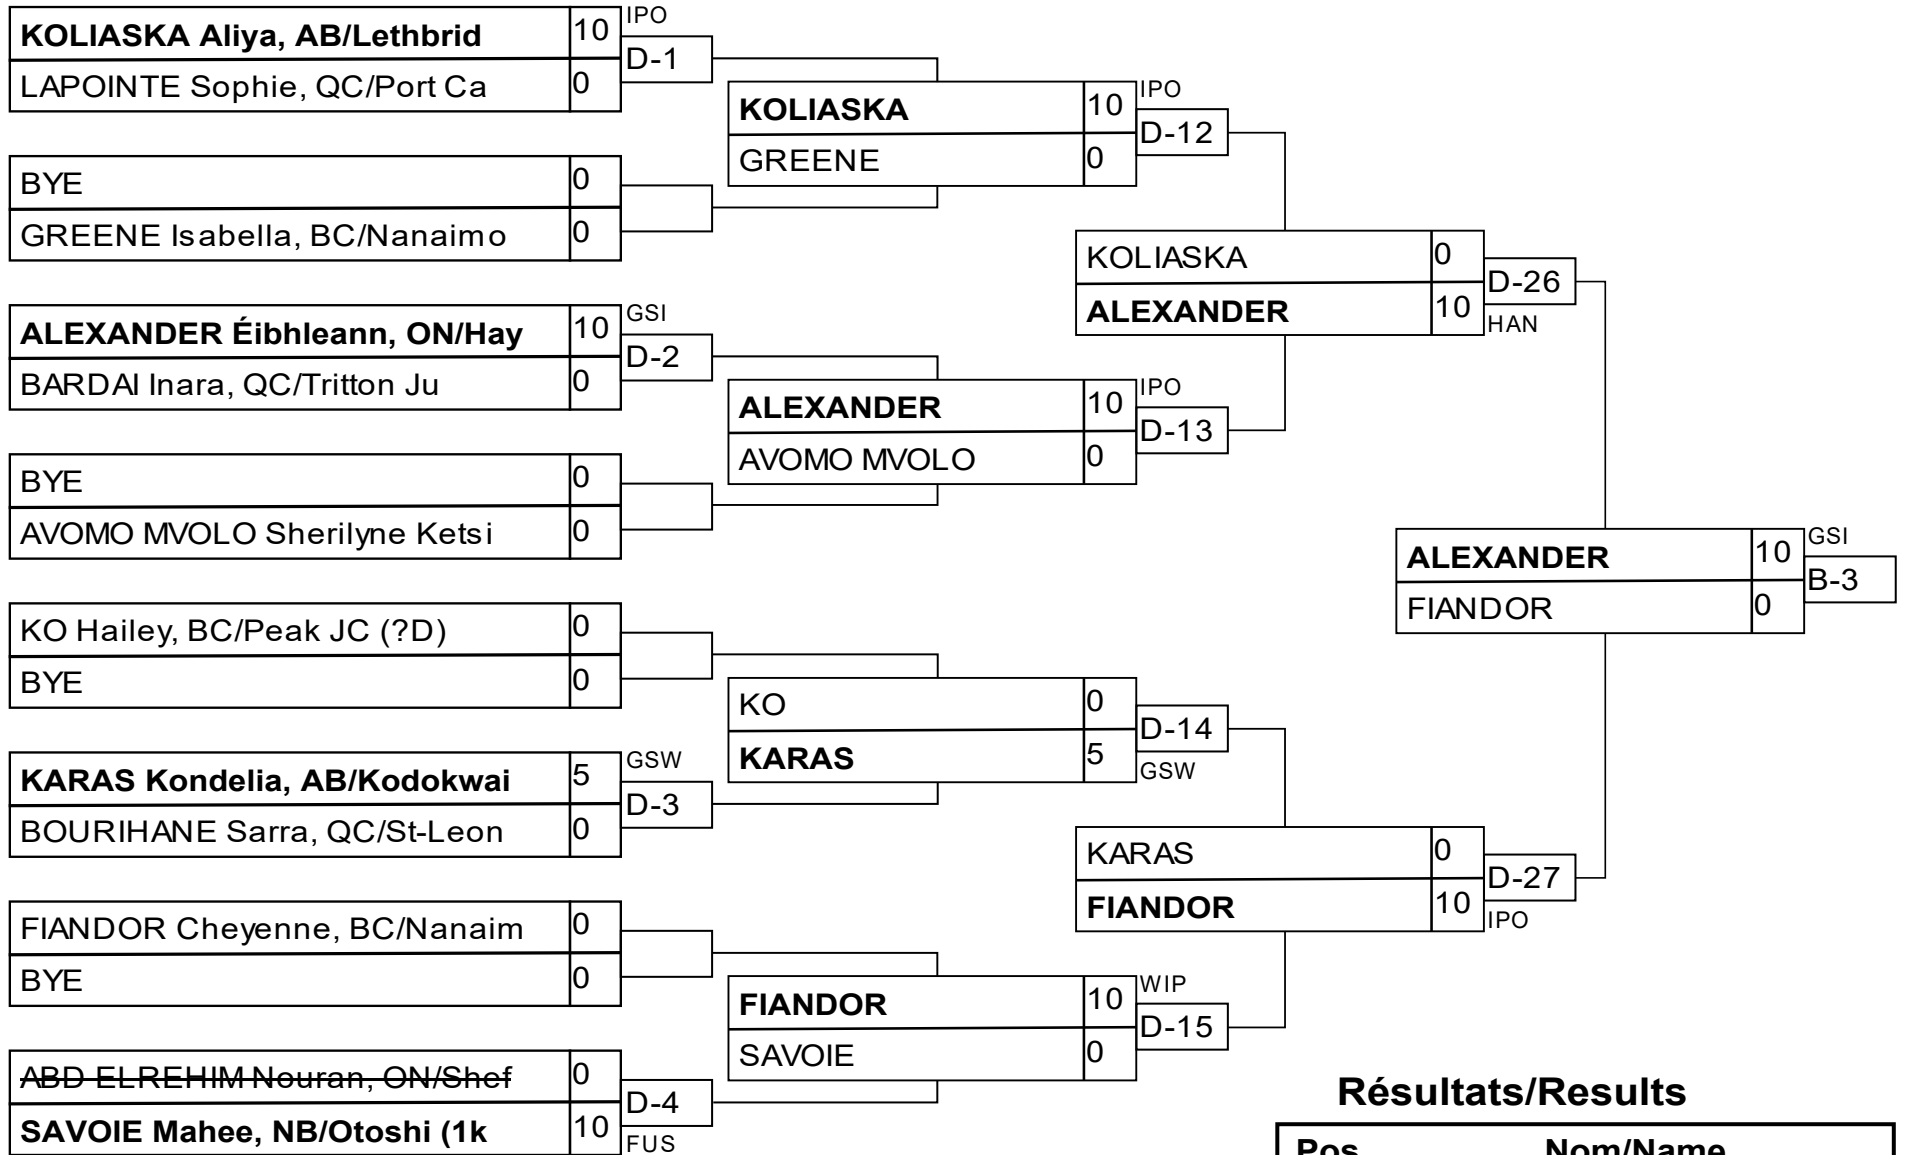 KOLIASKA Aliya, AB/Lethbrid 10 IPO
D-1
LAPOINTE Sophie, QC/Port Ca 0
BYE 0
GREENE Isabella, BC/Nanaimo 0
ALEXANDER Éibhleann, ON/Hay 10 GSI
D-2
BARDAI Inara, QC/Tritton Ju 0
BYE 0
AVOMO MVOLO Sherilyne Ketsi 0
KO Hailey, BC/Peak JC (?D) 0
BYE 0
KARAS Kondelia, AB/Kodokwai 5 GSW
D-3
BOURIHANE Sarra, QC/St-Leon 0
FIANDOR Cheyenne, BC/Nanaim 0
BYE 0
ABD ELREHIM Nouran, ON/Shef 0
D-4
SAVOIE Mahee, NB/Otoshi (1k 10 FUS
KOLIASKA 10 IPO
D-12
GREENE 0
ALEXANDER 10 IPO
D-13
AVOMO MVOLO 0
KO 0
D-14
KARAS 5 GSW
FIANDOR 10 WIP
D-15
SAVOIE 0
KOLIASKA 0
D-26
ALEXANDER 10 HAN
KARAS 0
D-27
FIANDOR 10 IPO
ALEXANDER 10 GSI
B-3
FIANDOR 0
Résultats/Results
Pos Nom/Name